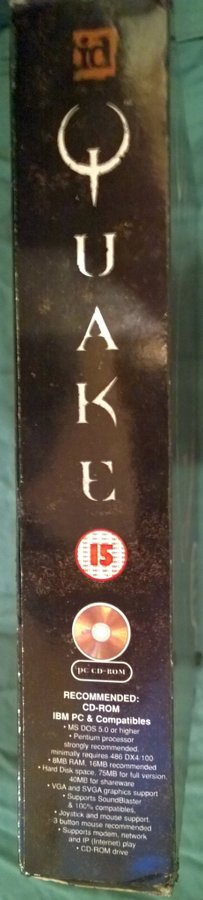 id
QUAKE
15
PC CD-ROM
RECOMMENDED:
CD-ROM
IBM PC & Compatibles
• MS DOS 5.0 or higher
• Pentium processor
strongly recommended,
minimally requires 486 DX4/100
• 8MB RAM, 16MB recommended
• Hard Disk space, 75MB for full version,
40MB for shareware
• VGA and SVGA graphics support
• Supports SoundBlaster
& 100% compatibles,
• Joystick and mouse support,
3 button mouse recommended
• Supports modem, network
and IP (Internet) play
• CD-ROM drive